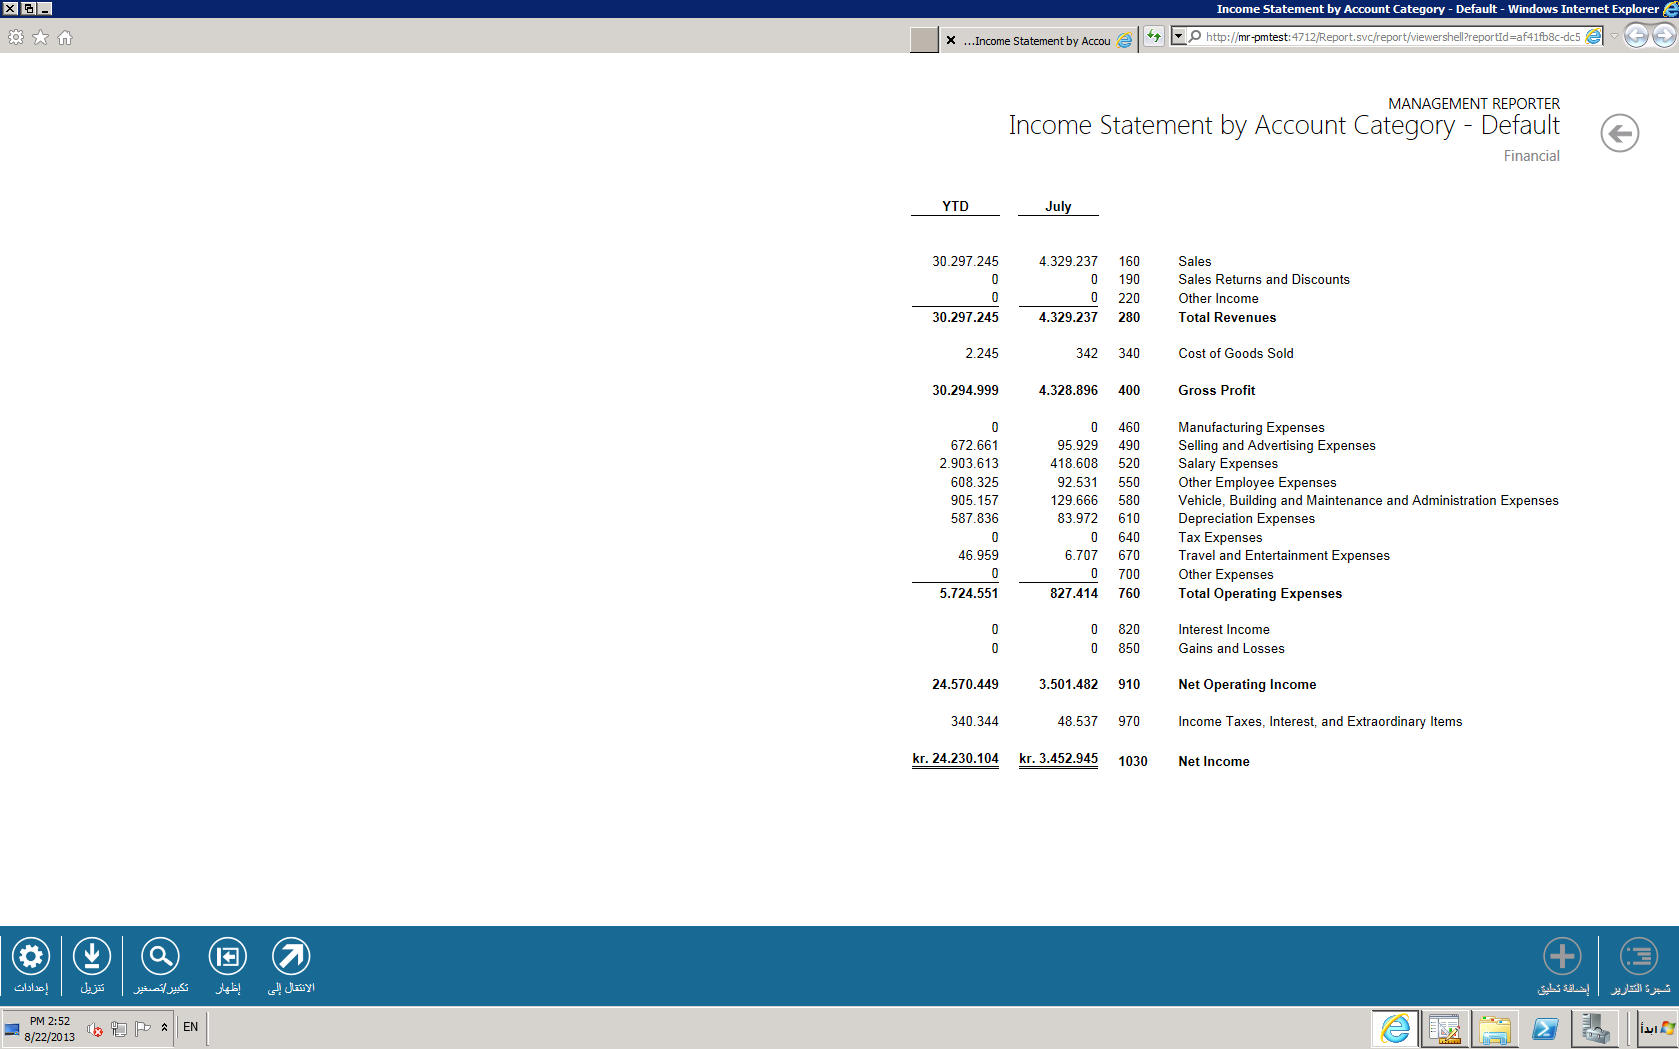 Income Statement by Account Category - Default - Windows Internet Explorer
...Income Statement by Accou
http://mr-pmtest:4712/Report.svc/report/viewershell?reportId=af41fb8c-dc5
MANAGEMENT REPORTER
Income Statement by Account Category - Default
Financial
YTD July
30.297.245 4.329.237 160 Sales
0 0 190 Sales Returns and Discounts
0 0 220 Other Income
30.297.245 4.329.237 280 Total Revenues
2.245 342 340 Cost of Goods Sold
30.294.999 4.328.896 400 Gross Profit
0 0 460 Manufacturing Expenses
672.661 95.929 490 Selling and Advertising Expenses
2.903.613 418.608 520 Salary Expenses
608.325 92.531 550 Other Employee Expenses
905.157 129.666 580 Vehicle, Building and Maintenance and Administration Expenses
587.836 83.972 610 Depreciation Expenses
0 0 640 Tax Expenses
46.959 6.707 670 Travel and Entertainment Expenses
0 0 700 Other Expenses
5.724.551 827.414 760 Total Operating Expenses
0 0 820 Interest Income
0 0 850 Gains and Losses
24.570.449 3.501.482 910 Net Operating Income
340.344 48.537 970 Income Taxes, Interest, and Extraordinary Items
kr. 24.230.104 kr. 3.452.945 1030 Net Income
شجرة التقارير
إضافة تعليق
الانتقال إلى
إظهار
تكبير/تصغير
تنزيل
إعدادات
ابدأ
EN
PM 2:52
8/22/2013